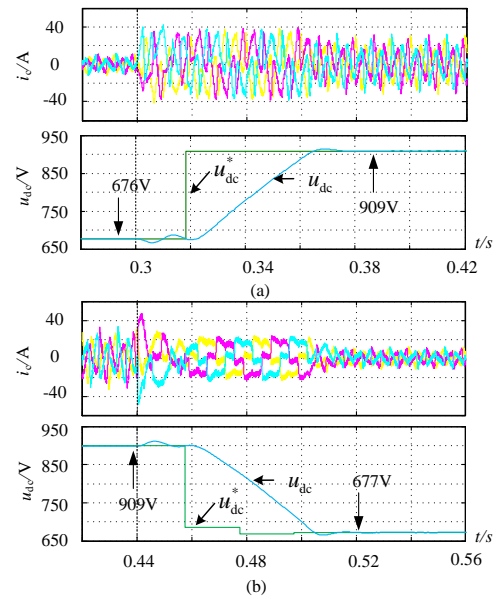 40
0
-40
i_c/A
950
850
750
650
u_dc/V
676V
u*_dc
u_dc
909V
0.3
0.34
0.38
0.42
t/s
(a)
40
0
-40
i_c/A
950
850
750
650
u_dc/V
909V
u*_dc
u_dc
677V
0.44
0.48
0.52
0.56
t/s
(b)